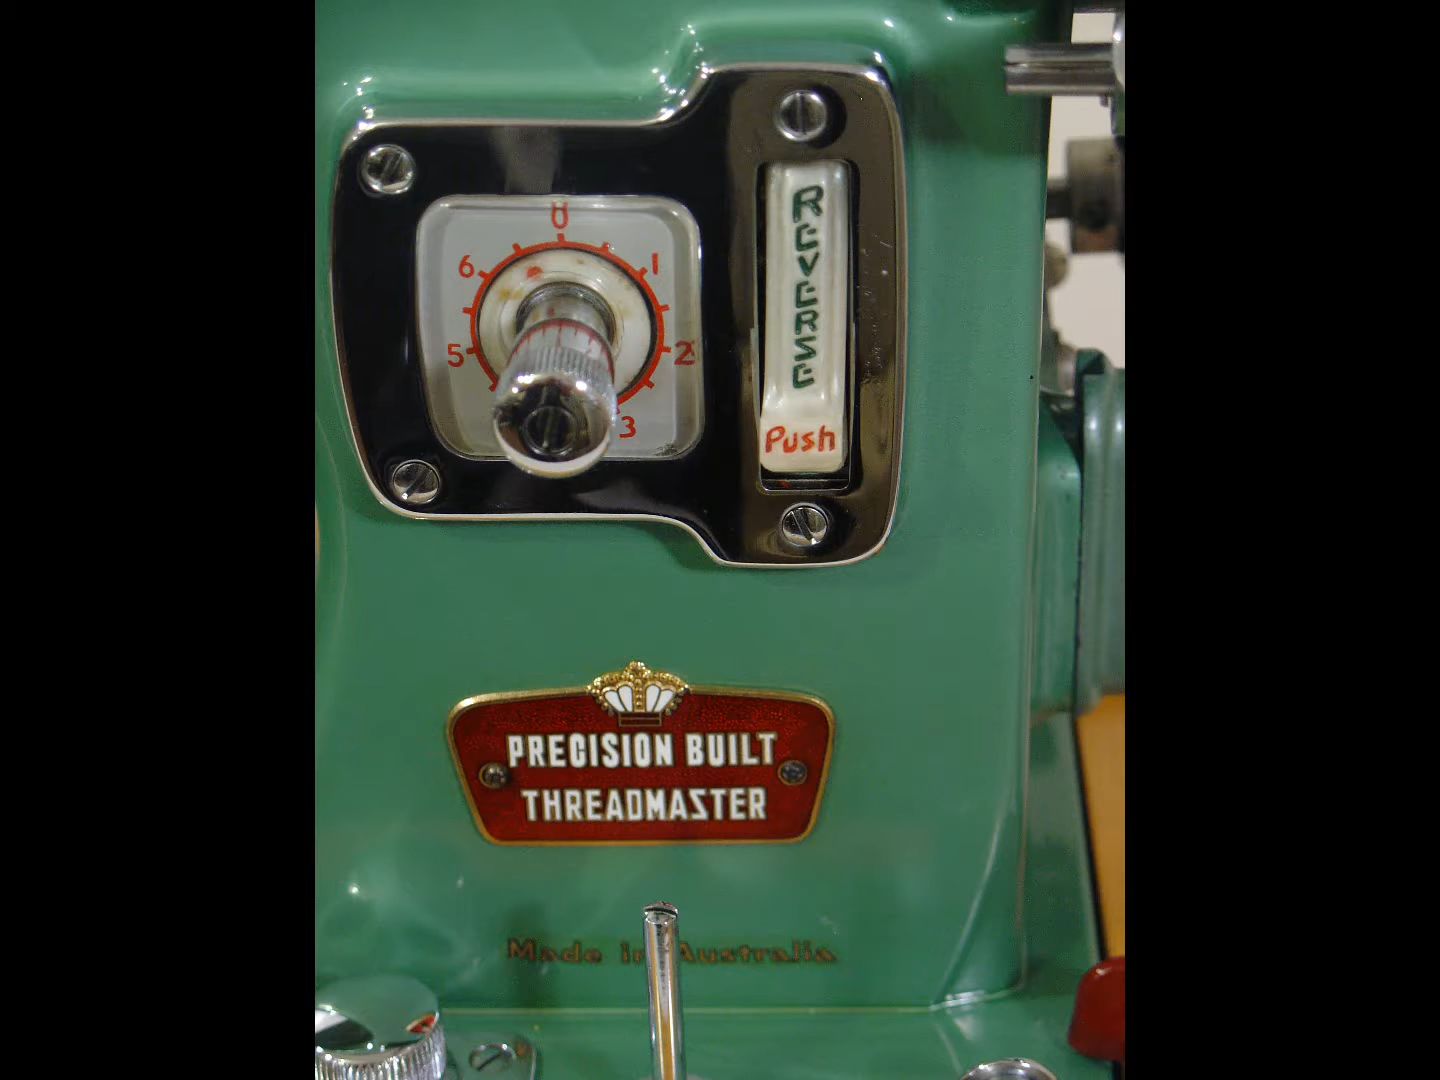 0
6 1
5 2
3
REVERSE
Push
PRECISION BUILT
THREADMASTER
Made in Australia